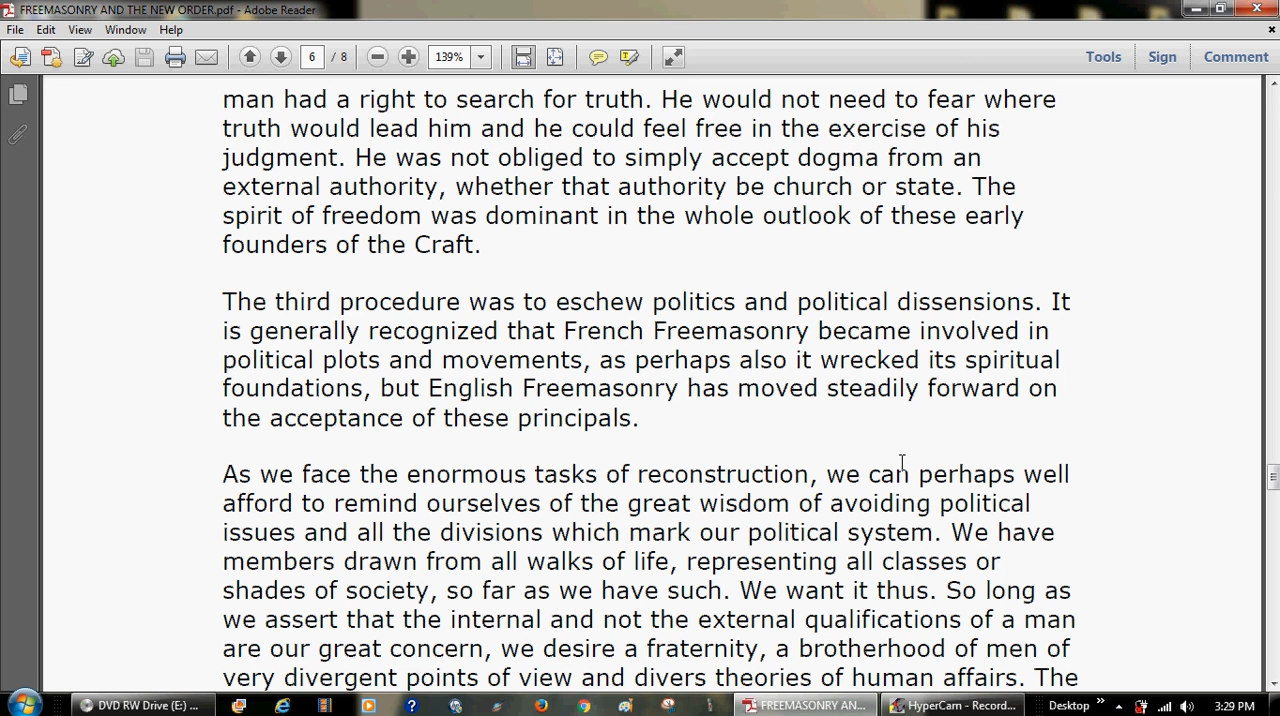 FREEMASONRY AND THE NEW ORDER.pdf - Adobe Reader
File Edit View Window Help
6 / 8 139% Tools Sign Comment
man had a right to search for truth. He would not need to fear where
truth would lead him and he could feel free in the exercise of his
judgment. He was not obliged to simply accept dogma from an
external authority, whether that authority be church or state. The
spirit of freedom was dominant in the whole outlook of these early
founders of the Craft.
The third procedure was to eschew politics and political dissensions. It
is generally recognized that French Freemasonry became involved in
political plots and movements, as perhaps also it wrecked its spiritual
foundations, but English Freemasonry has moved steadily forward on
the acceptance of these principals.
As we face the enormous tasks of reconstruction, we can perhaps well
afford to remind ourselves of the great wisdom of avoiding political
issues and all the divisions which mark our political system. We have
members drawn from all walks of life, representing all classes or
shades of society, so far as we have such. We want it thus. So long as
we assert that the internal and not the external qualifications of a man
are our great concern, we desire a fraternity, a brotherhood of men of
very divergent points of view and divers theories of human affairs. The
DVD RW Drive (E:) ... FREEMASONRY AN... HyperCam - Record... Desktop » 3:29 PM